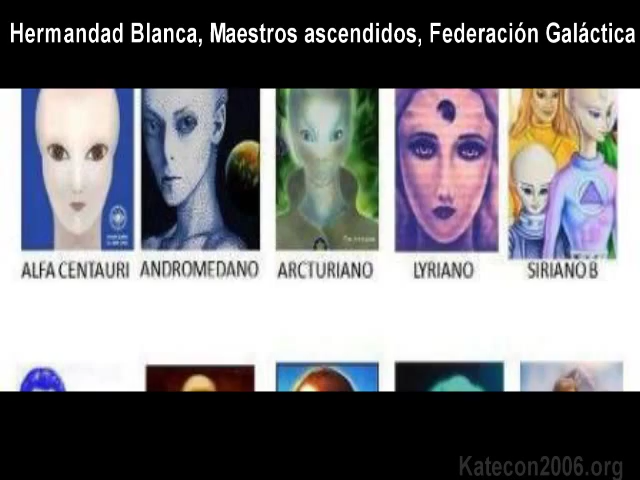 Hermandad Blanca, Maestros ascendidos, Federación Galáctica
ALFA CENTAURI ANDROMEDANO ARCTURIANO LYRIANO SIRIANO B
Katecon2006.org